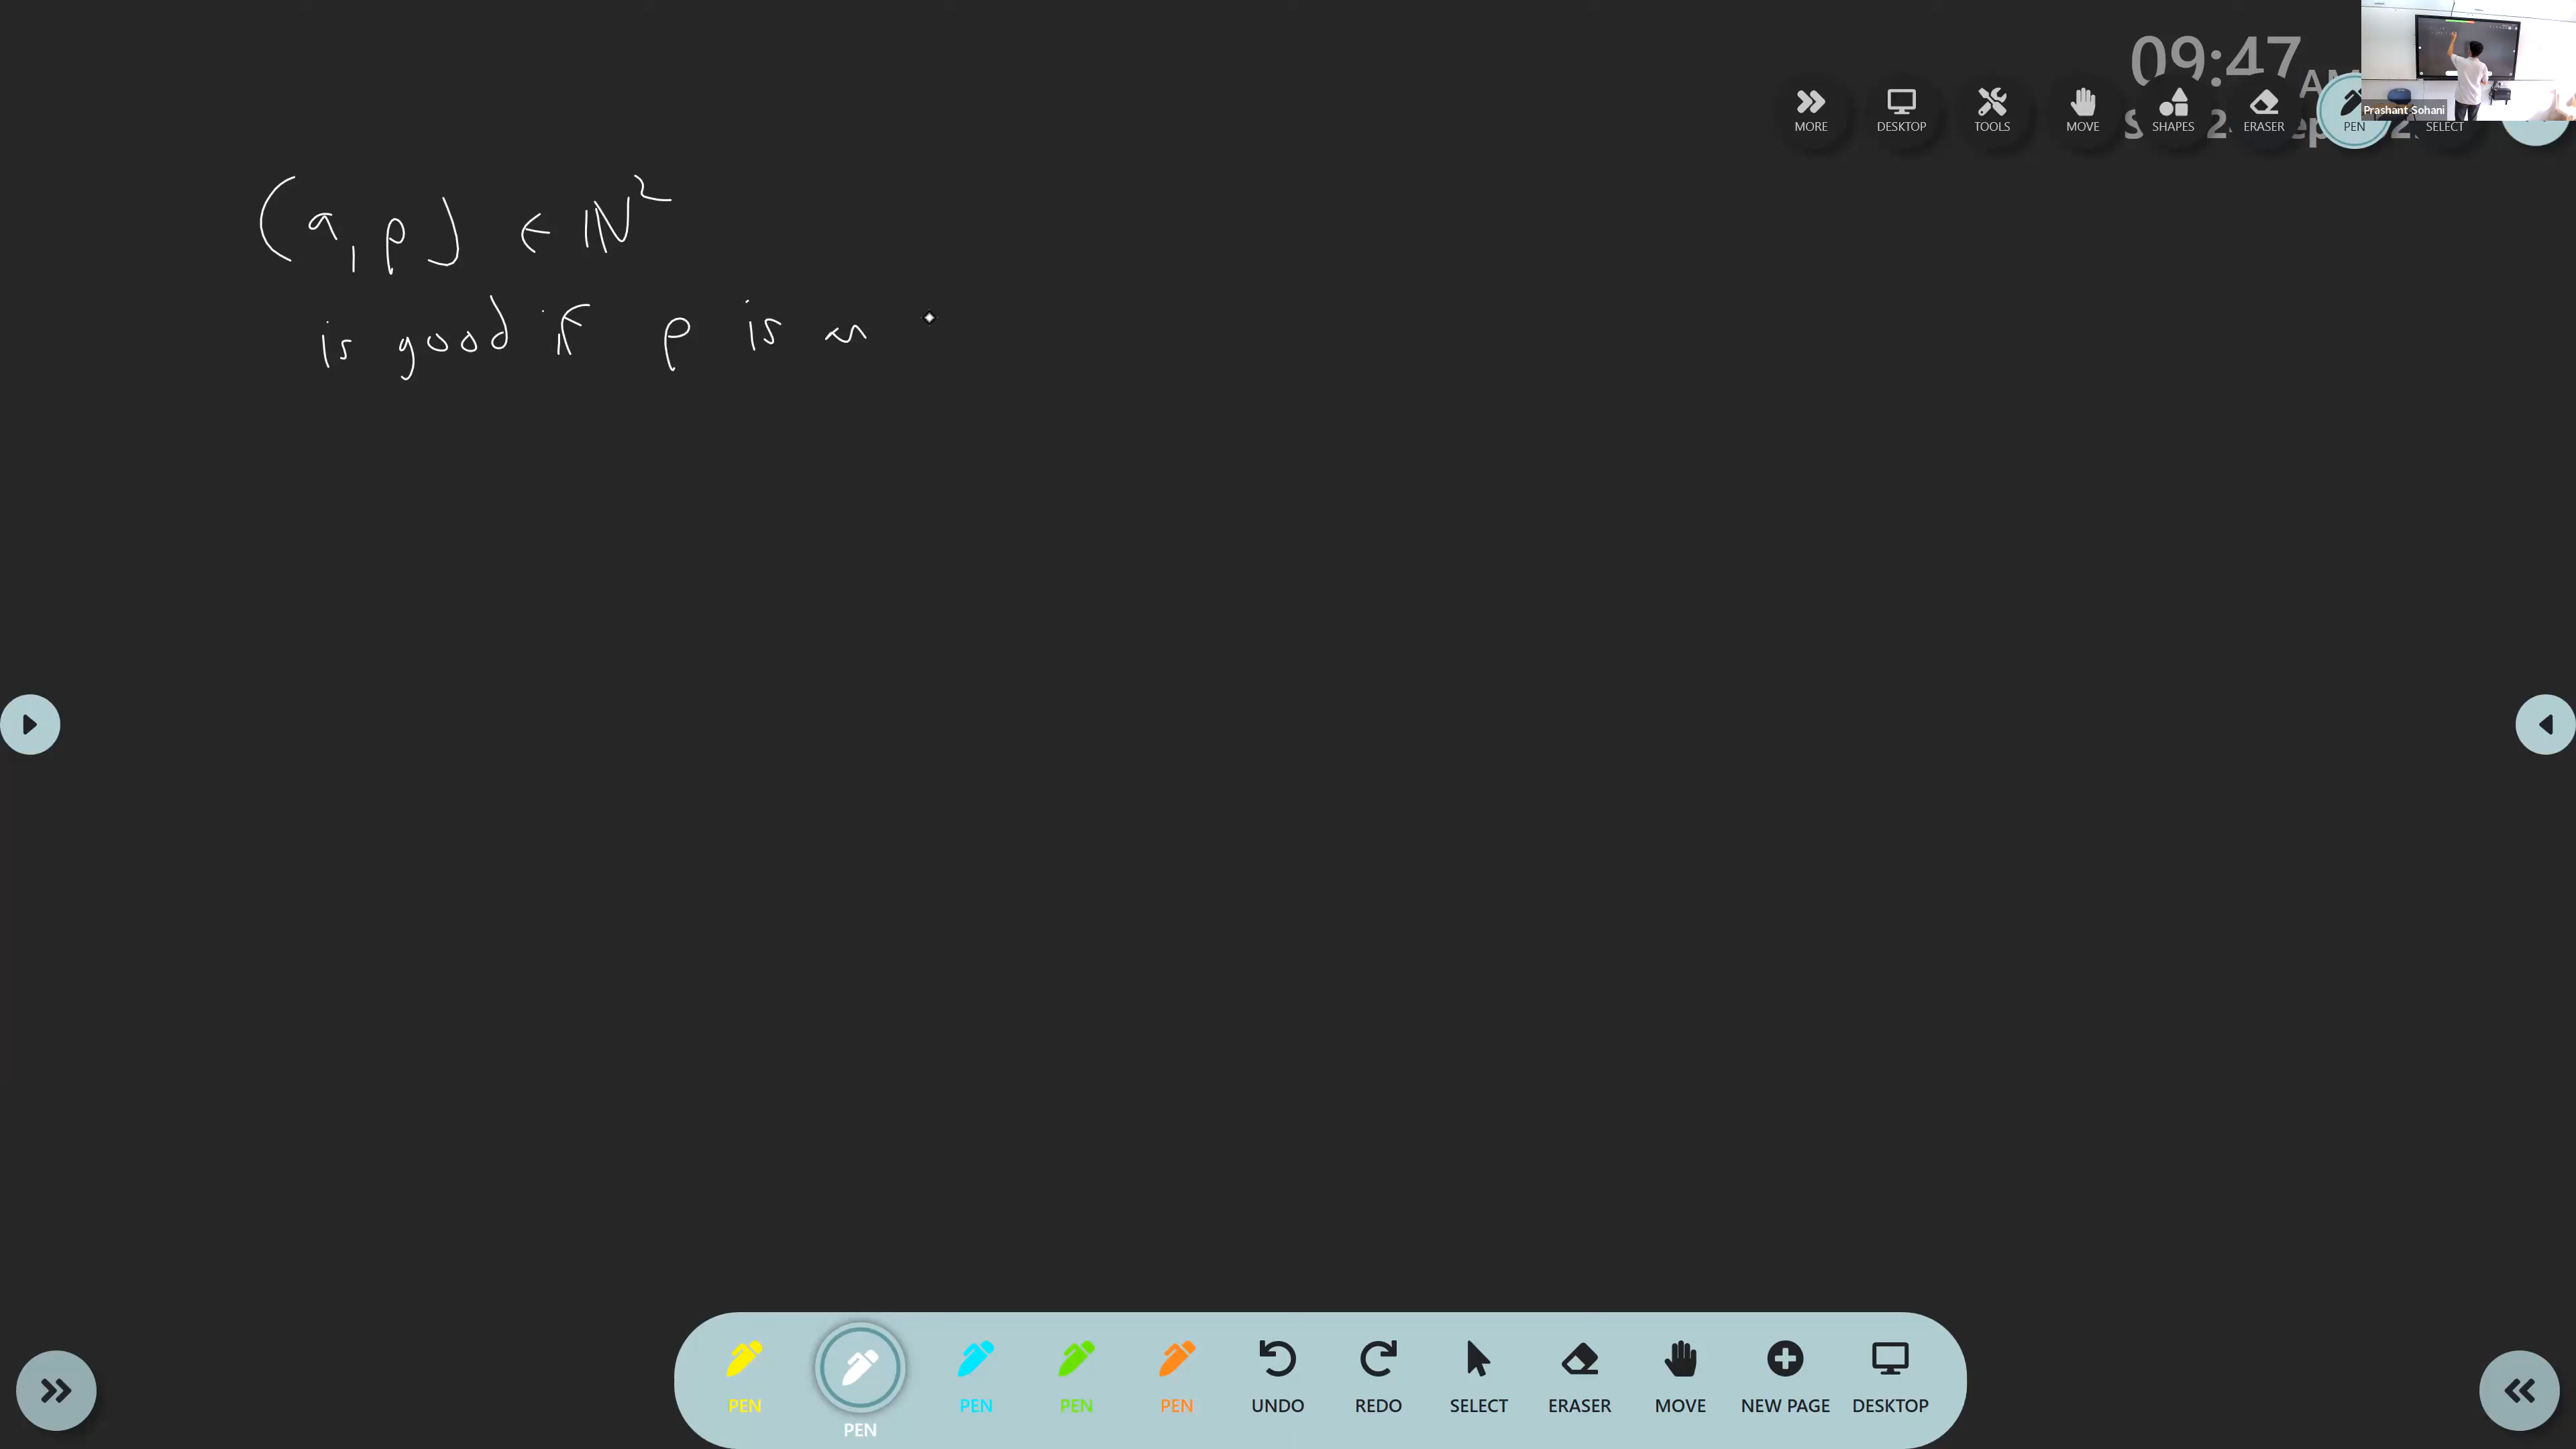 09:47
MORE DESKTOP TOOLS MOVE SHAPES ERASER PEN SELECT
Prashant Sohani
(a, p) ∈ ℕ²
is good if p is a
PEN PEN PEN PEN PEN UNDO REDO SELECT ERASER MOVE NEW PAGE DESKTOP